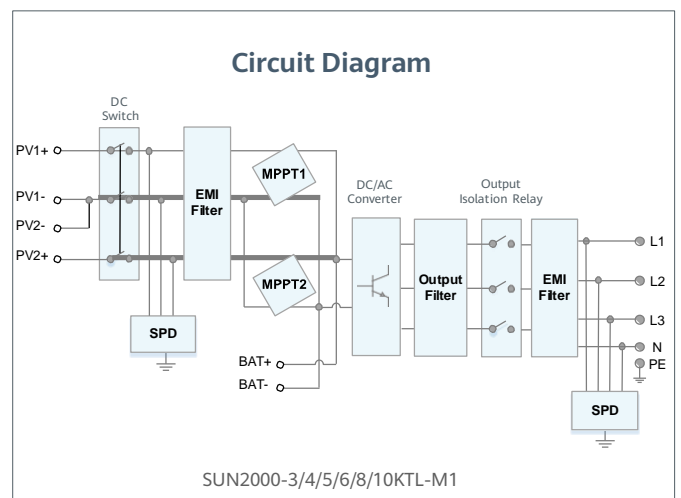 Circuit Diagram
DC
Switch
PV1+
PV1-
PV2-
PV2+
EMI
Filter
MPPT1
MPPT2
SPD
BAT+
BAT-
DC/AC
Converter
Output
Filter
Output
Isolation Relay
EMI
Filter
L1
L2
L3
N
PE
SPD
SUN2000-3/4/5/6/8/10KTL-M1